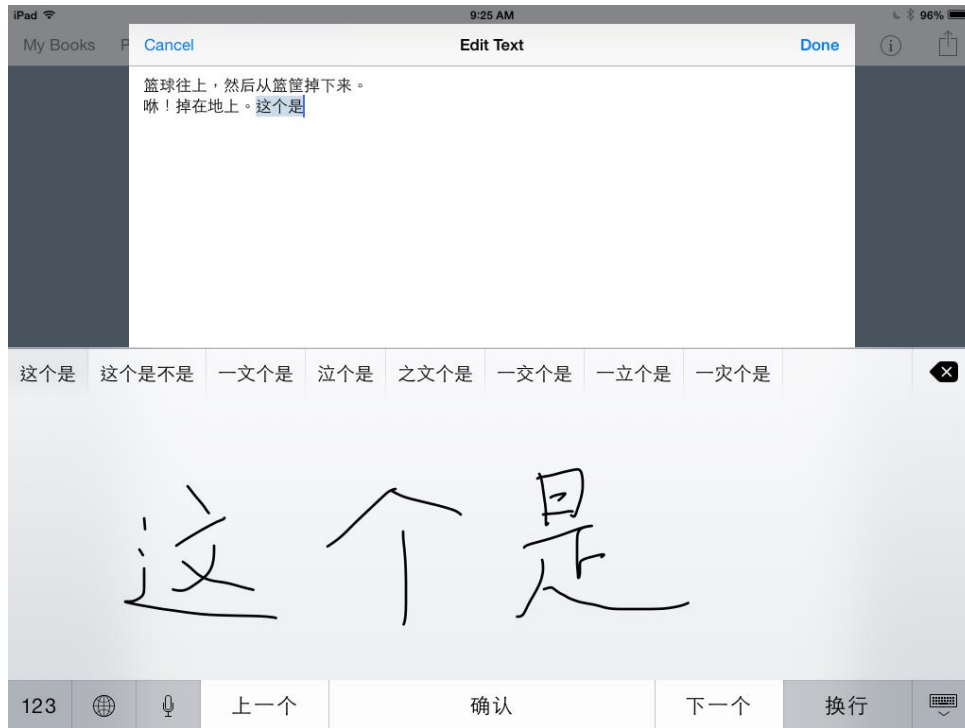 iPad 9:25 AM 96%
My Books P Cancel Edit Text Done
篮球往上，然后从篮筐掉下来。
咻！掉在地上。这个是
这个是 这个是不是 一文个是 泣个是 之文个是 一交个是 一立个是 一灾个是
这个是
123 上一个 确认 下一个 换行